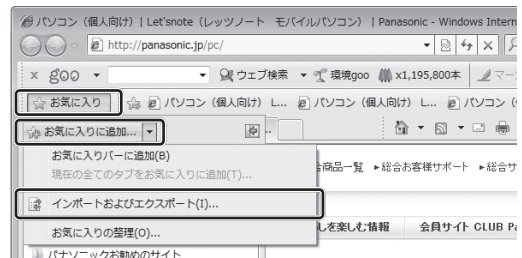 パソコン（個人向け） | Let'snote（レッツノート モバイルパソコン） | Panasonic - Windows Intern
http://panasonic.jp/pc/
× goo ウェブ検索 環境goo x1,195,800本 マー
お気に入り パソコン（個人向け） L... パソコン（個人向け） L... パソコン（
お気に入りに追加...
お気に入りバーに追加(B)
現在の全てのタブをお気に入りに追加(T)...
商品一覧 ▸総合お客様サポート ▸総合サ
インポートおよびエクスポート(I)...
しを楽しむ情報 会員サイト CLUB Pa
お気に入りの整理(O)...
パナソニックお勧めのサイト